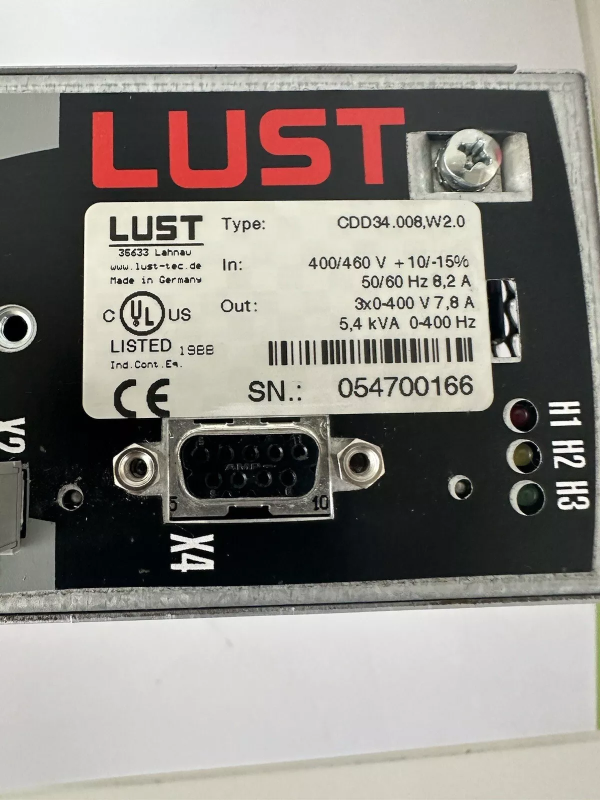 LUST
LUST
35633 Lahnau
www.lust-tec.de
Made in Germany
C UL US
LISTED 1988
Ind.Cont.Eq.
CE
Type: CDD34.008,W2.0
In: 400/460 V +10/-15%
50/60 Hz 8,2 A
Out: 3x0-400 V 7,8 A
5,4 kVA 0-400 Hz
SN.: 054700166
H1 H2 H3
X2
AMP
5 10
X4